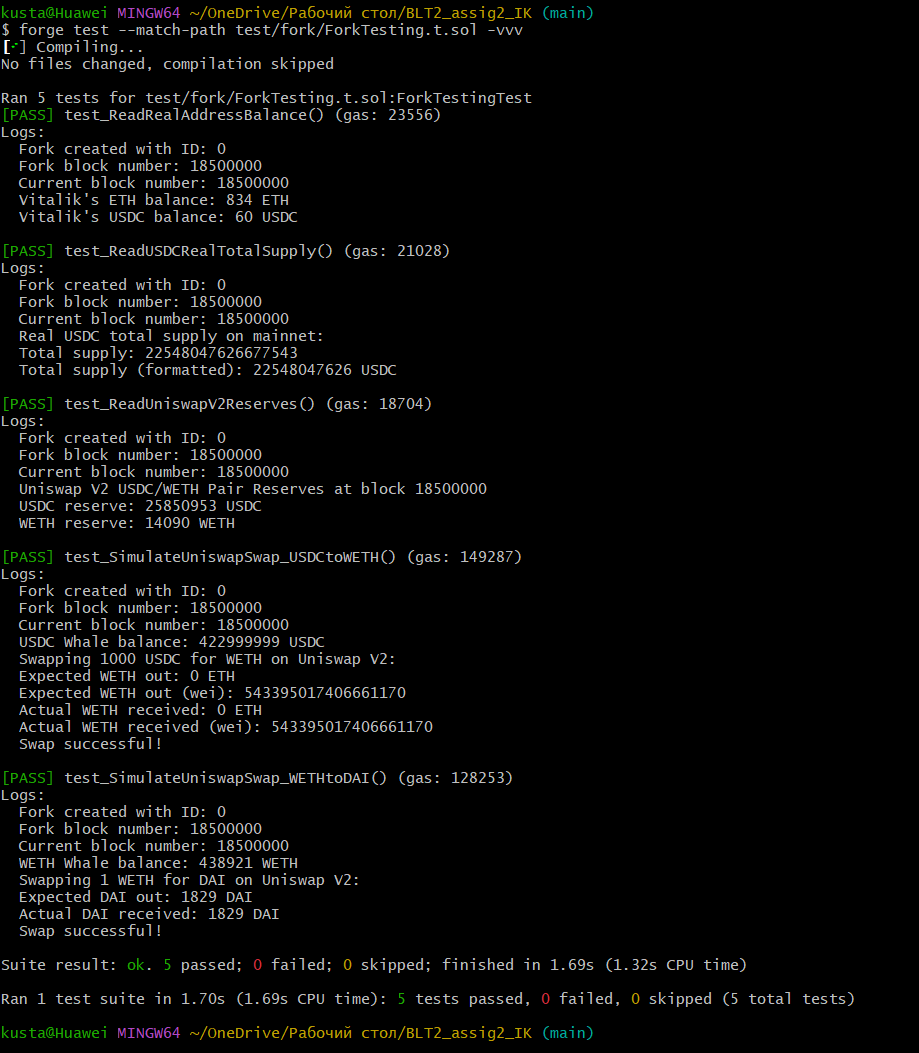 kusta@Huawei MINGW64 ~/OneDrive/Рабочий стол/BLT2_assig2_IK (main)
$ forge test --match-path test/fork/ForkTesting.t.sol -vvv
[⠊] Compiling...
No files changed, compilation skipped

Ran 5 tests for test/fork/ForkTesting.t.sol:ForkTestingTest
[PASS] test_ReadRealAddressBalance() (gas: 23556)
Logs:
  Fork created with ID: 0
  Fork block number: 18500000
  Current block number: 18500000
  Vitalik's ETH balance: 834 ETH
  Vitalik's USDC balance: 60 USDC

[PASS] test_ReadUSDCRealTotalSupply() (gas: 21028)
Logs:
  Fork created with ID: 0
  Fork block number: 18500000
  Current block number: 18500000
  Real USDC total supply on mainnet:
  Total supply: 22548047626677543
  Total supply (formatted): 22548047626 USDC

[PASS] test_ReadUniswapV2Reserves() (gas: 18704)
Logs:
  Fork created with ID: 0
  Fork block number: 18500000
  Current block number: 18500000
  Uniswap V2 USDC/WETH Pair Reserves at block 18500000
  USDC reserve: 25850953 USDC
  WETH reserve: 14090 WETH

[PASS] test_SimulateUniswapSwap_USDCtoWETH() (gas: 149287)
Logs:
  Fork created with ID: 0
  Fork block number: 18500000
  Current block number: 18500000
  USDC Whale balance: 422999999 USDC
  Swapping 1000 USDC for WETH on Uniswap V2:
  Expected WETH out: 0 ETH
  Expected WETH out (wei): 543395017406661170
  Actual WETH received: 0 ETH
  Actual WETH received (wei): 543395017406661170
  Swap successful!

[PASS] test_SimulateUniswapSwap_WETHtoDAI() (gas: 128253)
Logs:
  Fork created with ID: 0
  Fork block number: 18500000
  Current block number: 18500000
  WETH Whale balance: 438921 WETH
  Swapping 1 WETH for DAI on Uniswap V2:
  Expected DAI out: 1829 DAI
  Actual DAI received: 1829 DAI
  Swap successful!

Suite result: ok. 5 passed; 0 failed; 0 skipped; finished in 1.69s (1.32s CPU time)

Ran 1 test suite in 1.70s (1.69s CPU time): 5 tests passed, 0 failed, 0 skipped (5 total tests)

kusta@Huawei MINGW64 ~/OneDrive/Рабочий стол/BLT2_assig2_IK (main)